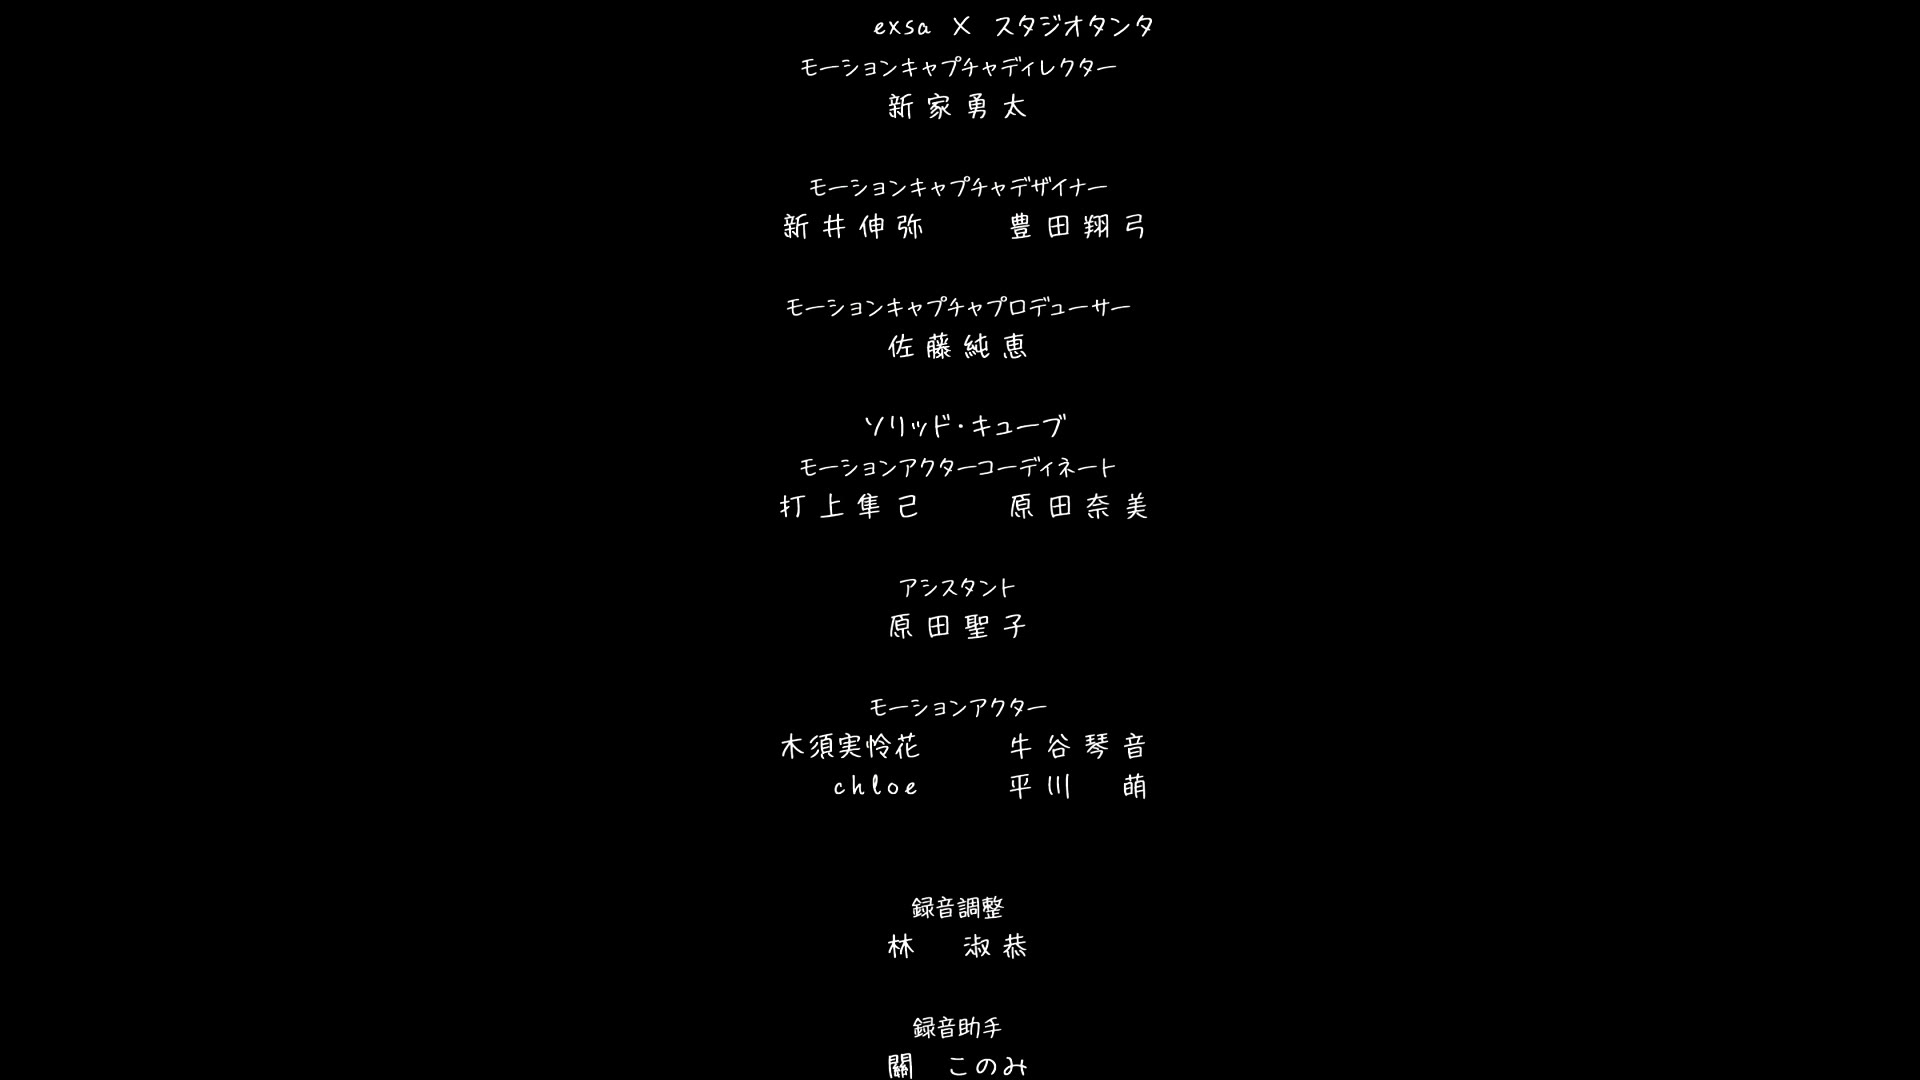 exsa × スタジオタンタ
モーションキャプチャディレクター
新家勇太
モーションキャプチャデザイナー
新井伸弥 豊田翔弓
モーションキャプチャプロデューサー
佐藤純恵
ソリッド・キューブ
モーションアクターコーディネート
打上隼己 原田奈美
アシスタント
原田聖子
モーションアクター
木須実怜花 牛谷琴音
chloe 平川 萌
録音調整
林 淑恭
録音助手
關 このみ